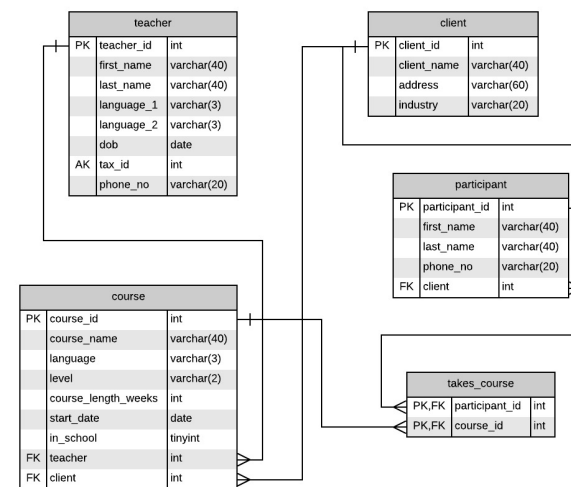 teacher
PK teacher_id int
first_name varchar(40)
last_name varchar(40)
language_1 varchar(3)
language_2 varchar(3)
dob date
AK tax_id int
phone_no varchar(20)
client
PK client_id int
client_name varchar(40)
address varchar(60)
industry varchar(20)
participant
PK participant_id int
first_name varchar(40)
last_name varchar(40)
phone_no varchar(20)
FK client int
course
PK course_id int
course_name varchar(40)
language varchar(3)
level varchar(2)
course_length_weeks int
start_date date
in_school tinyint
FK teacher int
FK client int
takes_course
PK,FK participant_id int
PK,FK course_id int